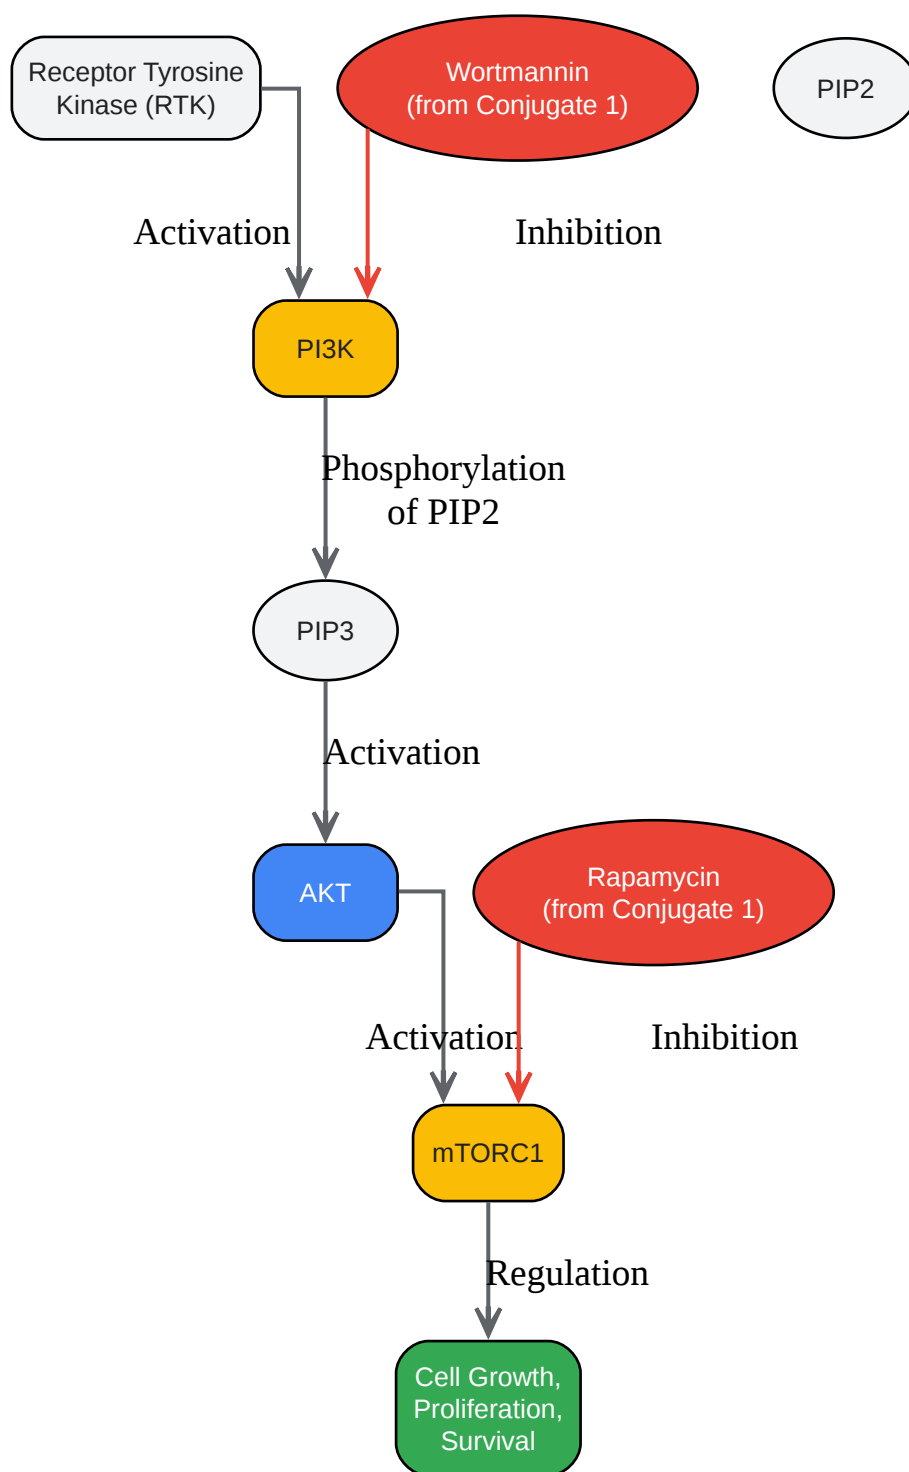 Receptor Tyrosine
Kinase (RTK)
Wortmannin
(from Conjugate 1)
PIP2
Activation
Inhibition
PI3K
Phosphorylation
of PIP2
PIP3
Activation
AKT
Rapamycin
(from Conjugate 1)
Activation
Inhibition
mTORC1
Regulation
Cell Growth,
Proliferation,
Survival